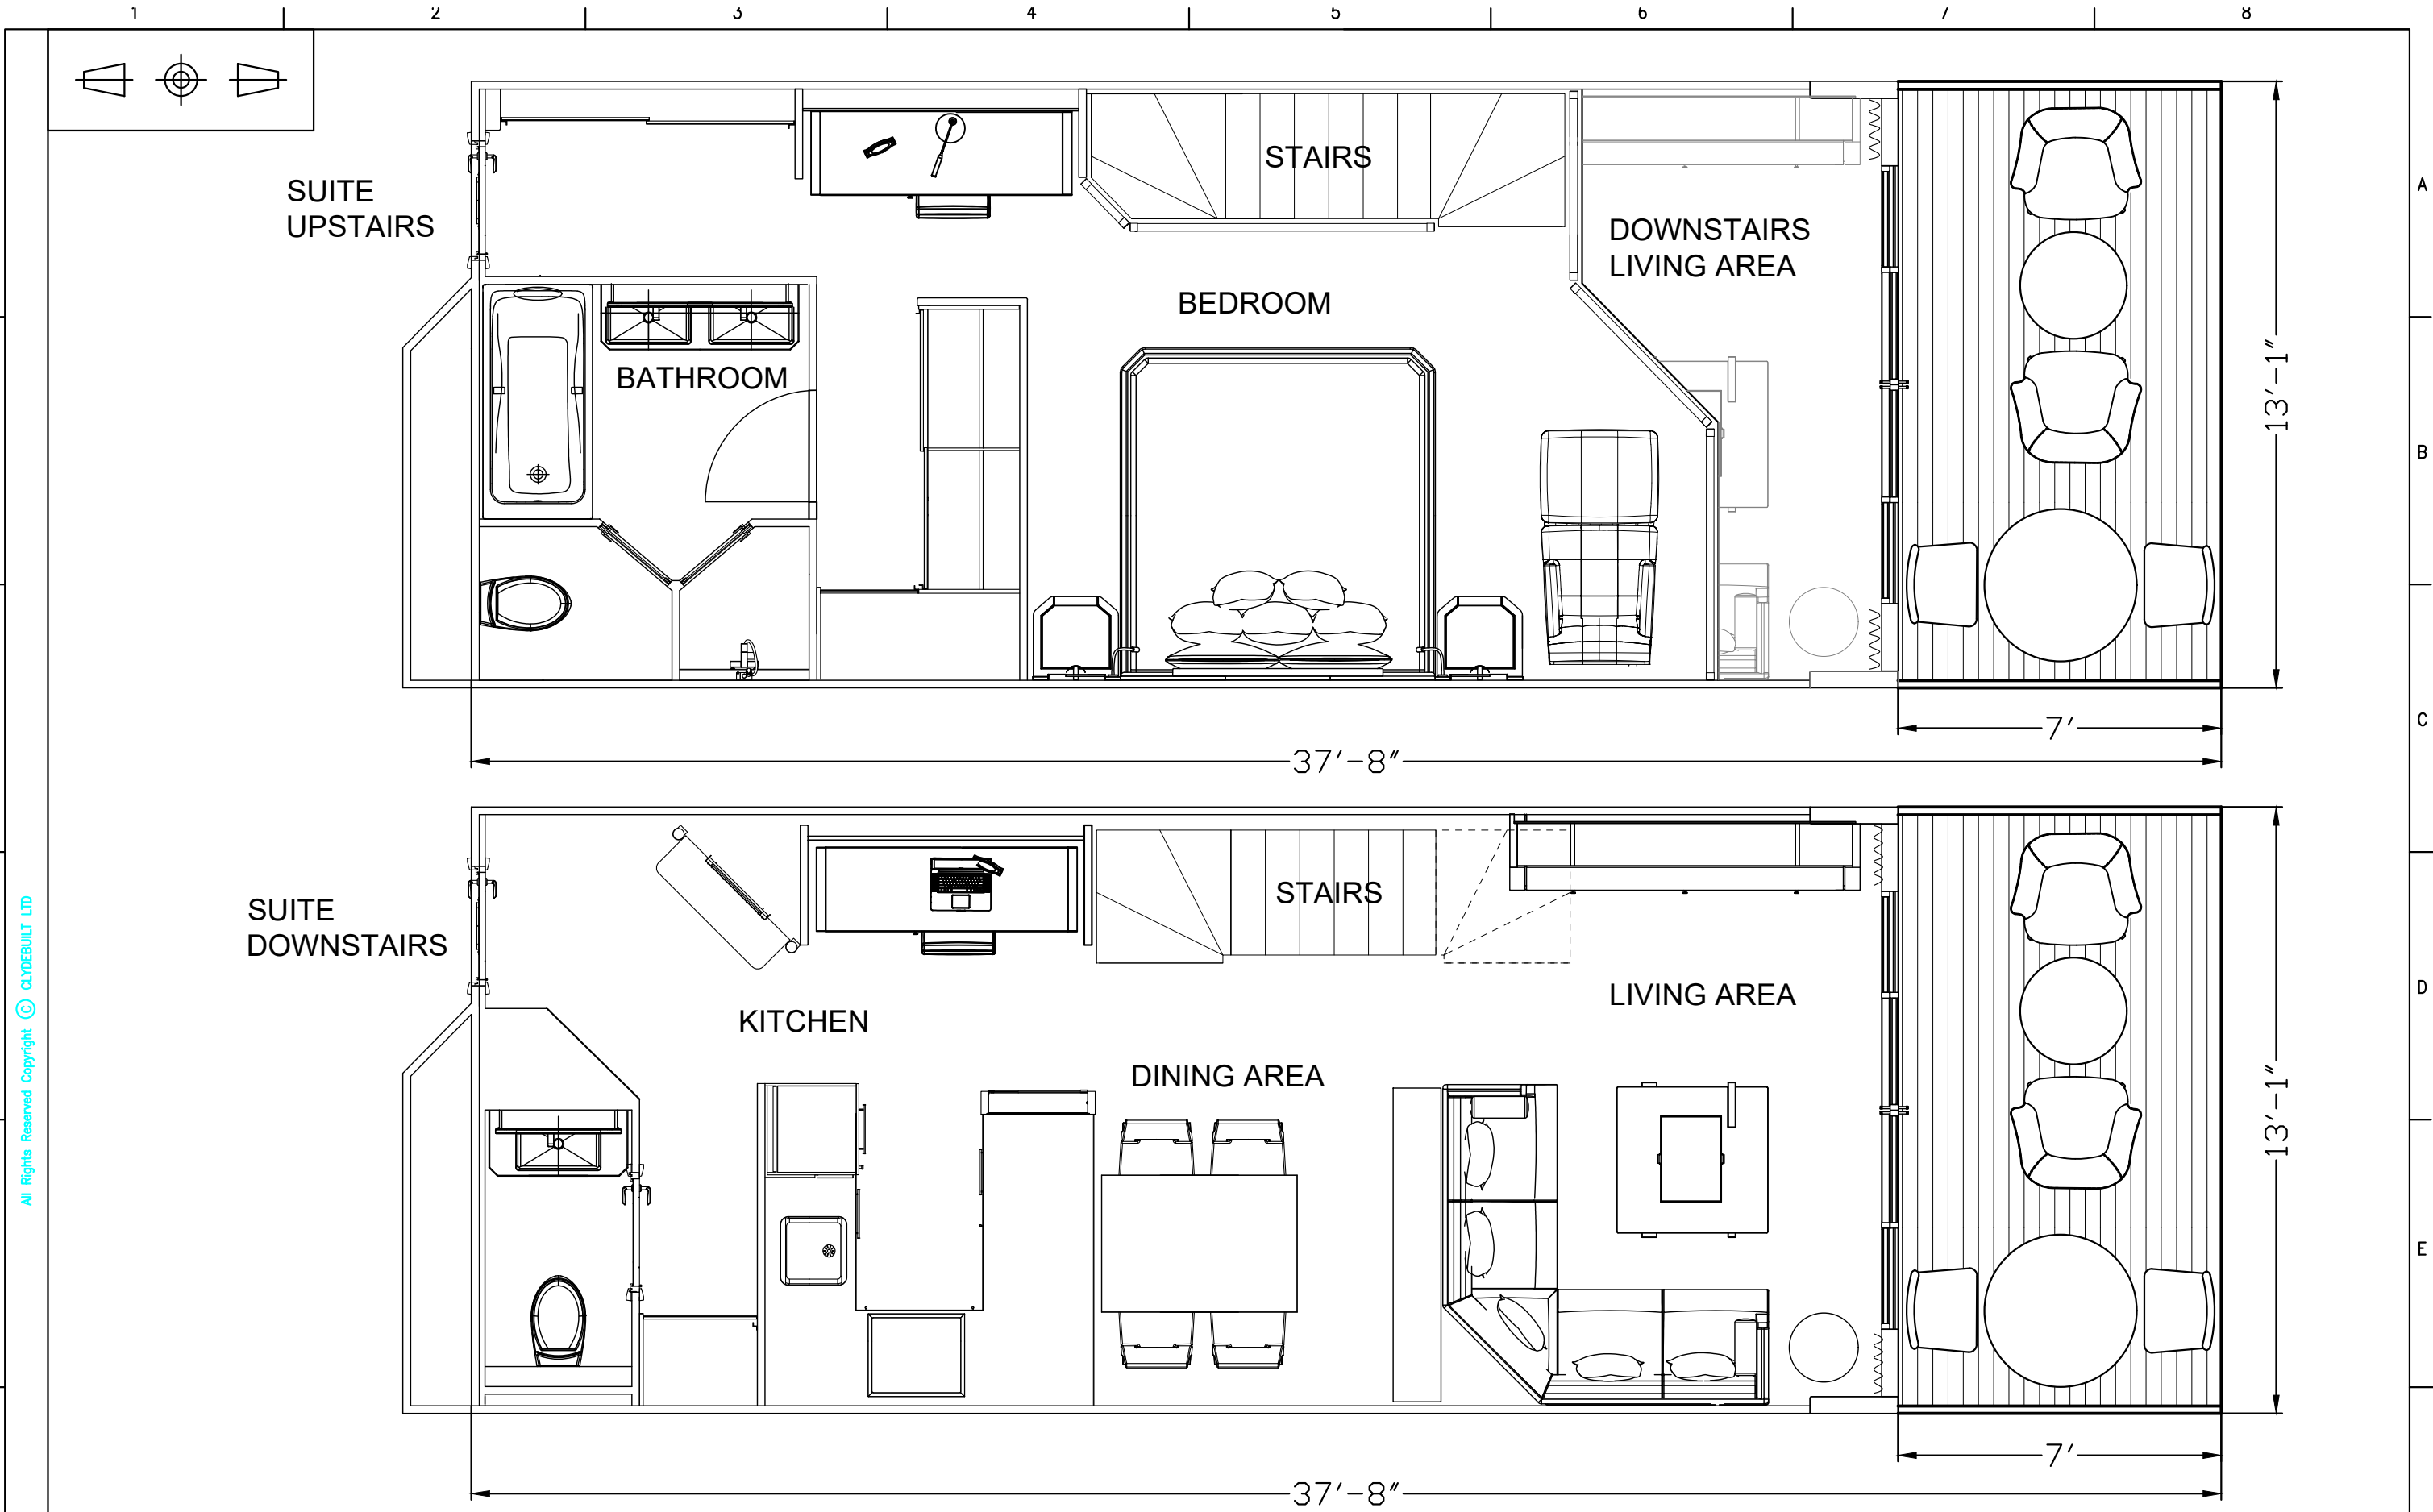 1 2 3 4 5 6 7 8
SUITE
UPSTAIRS
STAIRS
DOWNSTAIRS
LIVING AREA
A
BEDROOM
BATHROOM
13'-1"
B
C
7'
37'-8"
SUITE
DOWNSTAIRS
STAIRS
KITCHEN
LIVING AREA
D
DINING AREA
13'-1"
E
7'
37'-8"
All Rights Reserved Copyright © CLYDEBUILT LTD